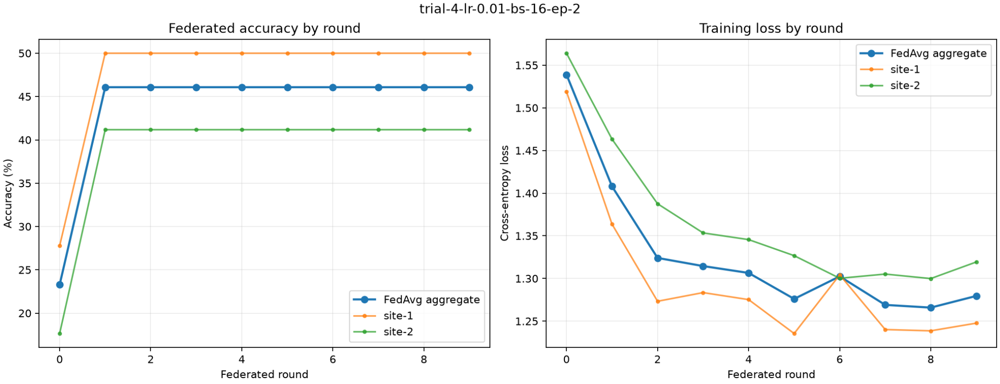 trial-4-lr-0.01-bs-16-ep-2
Federated accuracy by round
Accuracy (%)
50
45
40
35
30
25
20
FedAvg aggregate
site-1
site-2
0 2 4 6 8
Federated round
Training loss by round
Cross-entropy loss
1.55
1.50
1.45
1.40
1.35
1.30
1.25
FedAvg aggregate
site-1
site-2
0 2 4 6 8
Federated round